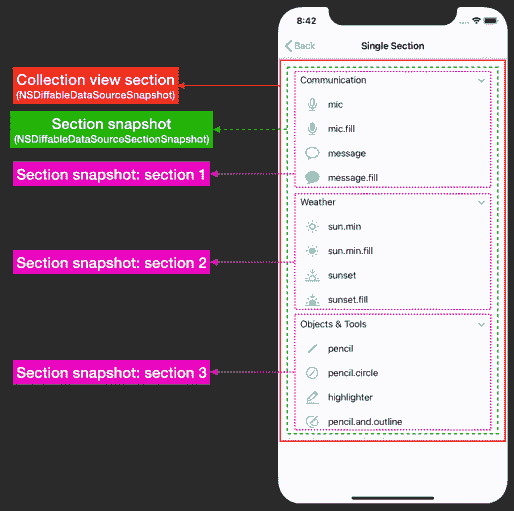 8:42
Back
Single Section
Collection view section
(NSDiffableDataSourceSnapshot)
Section snapshot
(NSDiffableDataSourceSectionSnapshot)
Section snapshot: section 1
Section snapshot: section 2
Section snapshot: section 3
Communication
mic
mic.fill
message
message.fill
Weather
sun.min
sun.min.fill
sunset
sunset.fill
Objects & Tools
pencil
pencil.circle
highlighter
pencil.and.outline